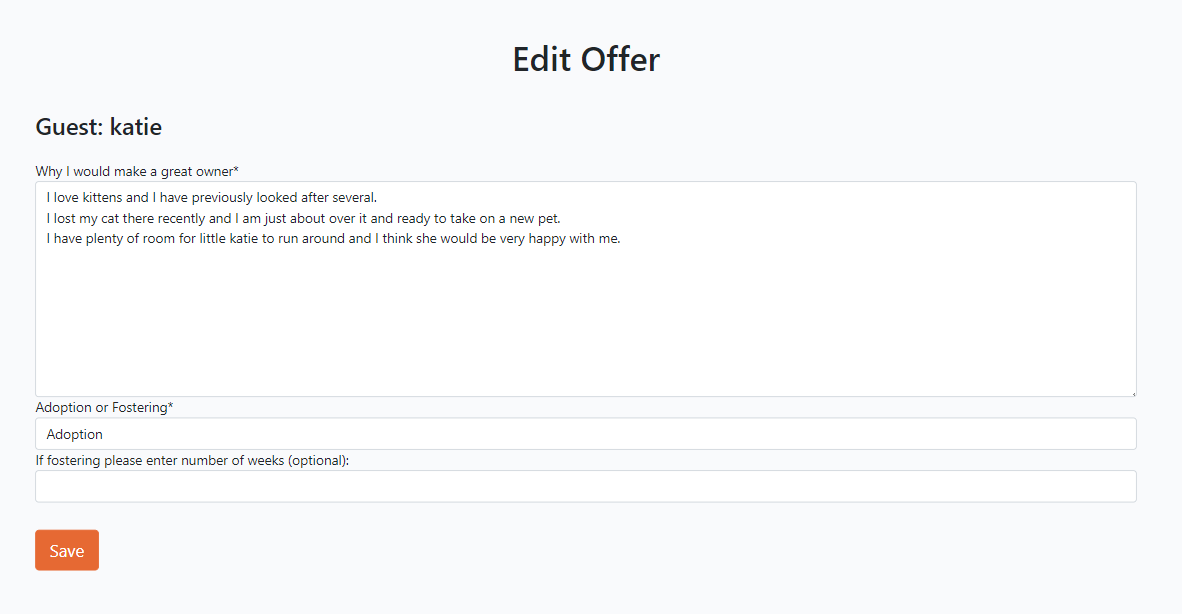 Edit Offer
Guest: katie
Why I would make a great owner*
I love kittens and I have previously looked after several.
I lost my cat there recently and I am just about over it and ready to take on a new pet.
I have plenty of room for little katie to run around and I think she would be very happy with me.
Adoption or Fostering*
Adoption
If fostering please enter number of weeks (optional):
Save